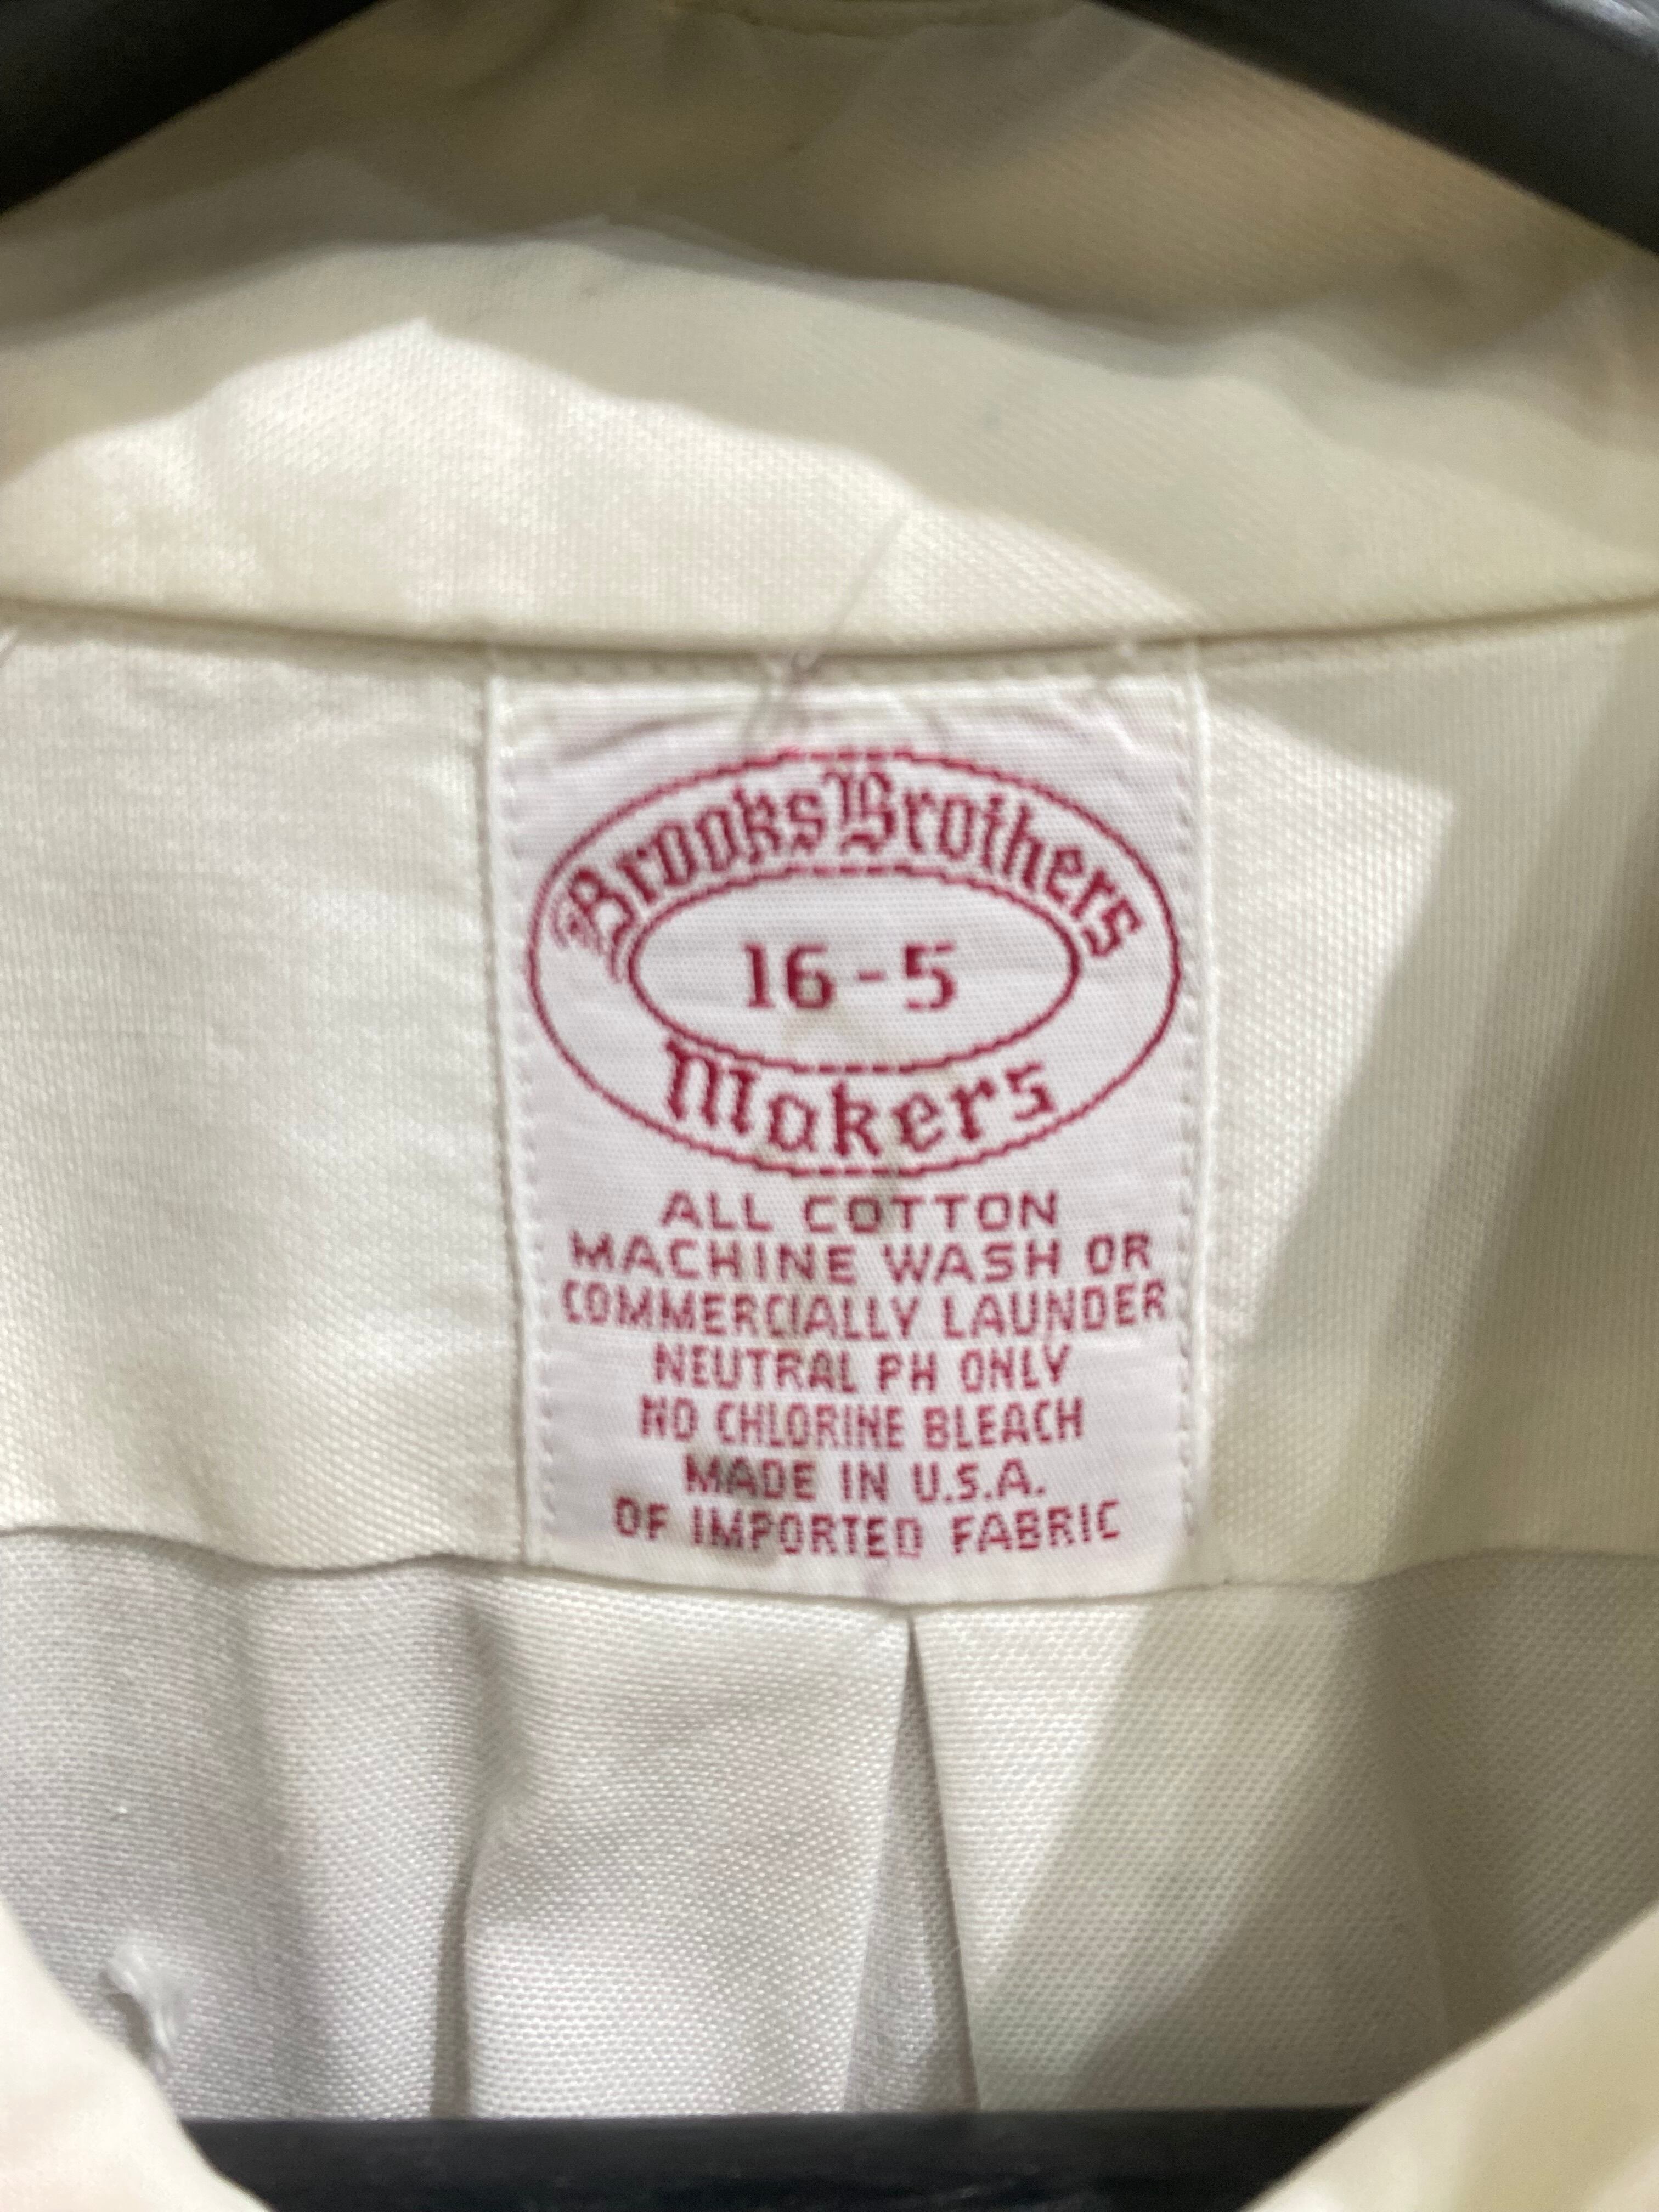 Brooks Brothers
16-5
Makers
ALL COTTON
MACHINE WASH OR
COMMERCIALLY LAUNDER
NEUTRAL PH ONLY
NO CHLORINE BLEACH
MADE IN U.S.A.
OF IMPORTED FABRIC